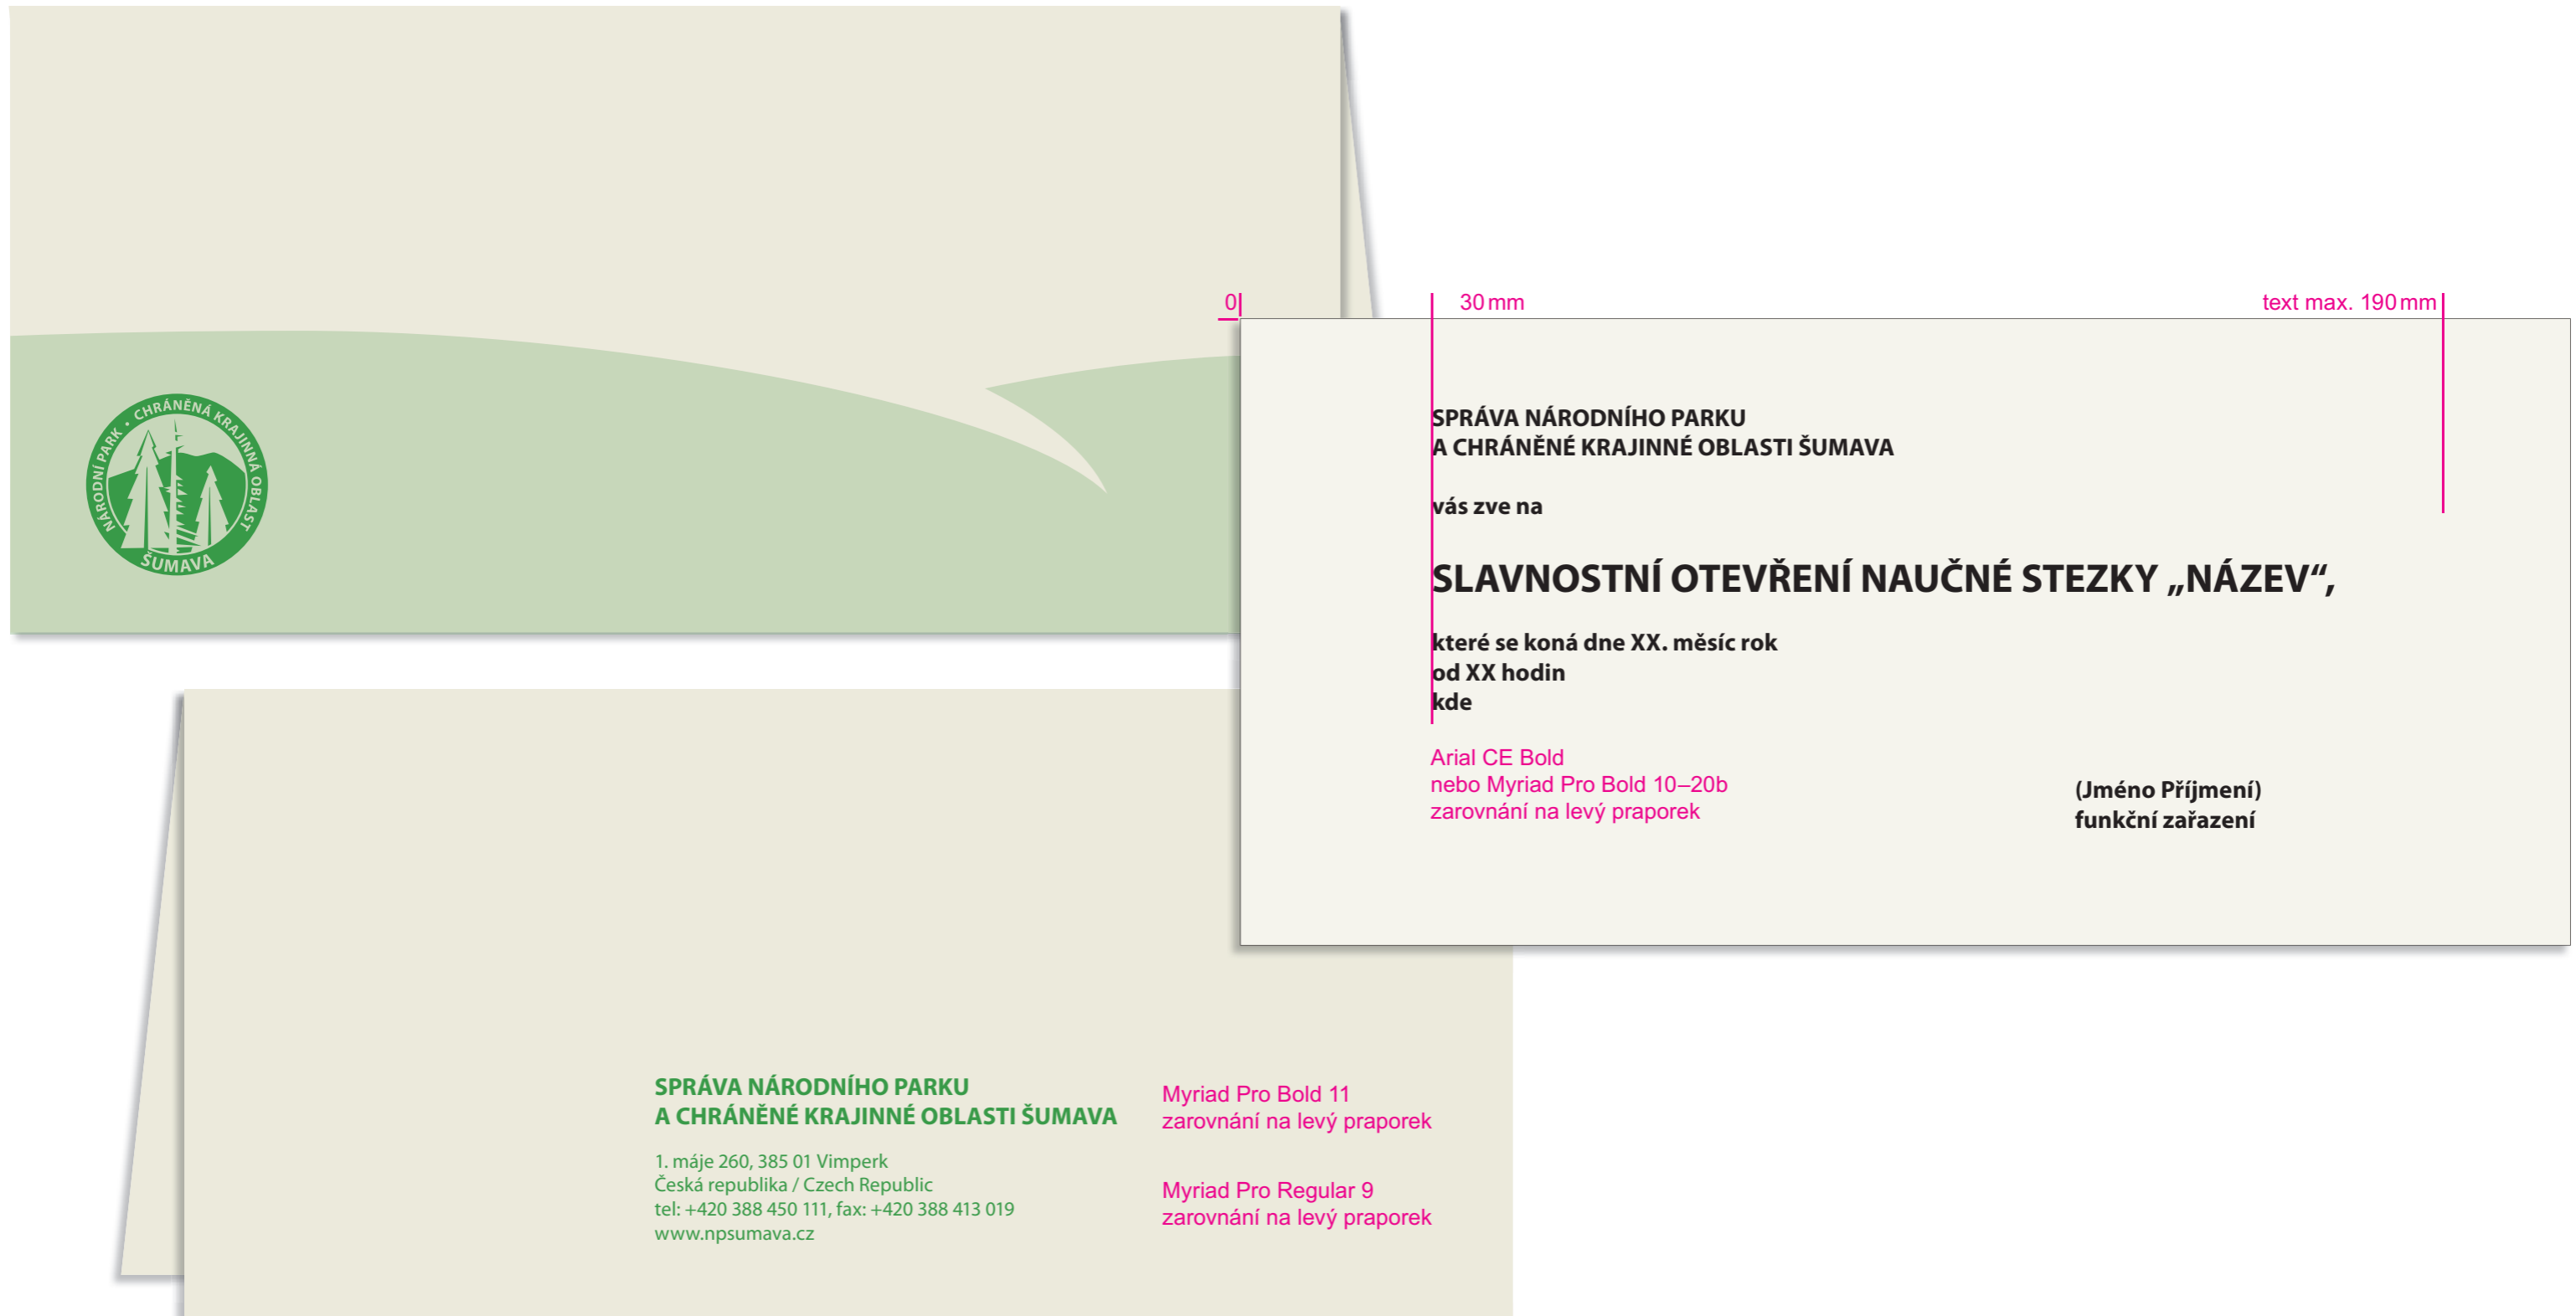 NÁRODNÍ PARK • CHRÁNĚNÁ KRAJINNÁ OBLAST
ŠUMAVA
0
30 mm
text max. 190 mm
SPRÁVA NÁRODNÍHO PARKU
A CHRÁNĚNÉ KRAJINNÉ OBLASTI ŠUMAVA
vás zve na
SLAVNOSTNÍ OTEVŘENÍ NAUČNÉ STEZKY „NÁZEV“,
které se koná dne XX. měsíc rok
od XX hodin
kde
Arial CE Bold
nebo Myriad Pro Bold 10–20b
zarovnání na levý praporek
(Jméno Příjmení)
funkční zařazení
SPRÁVA NÁRODNÍHO PARKU
A CHRÁNĚNÉ KRAJINNÉ OBLASTI ŠUMAVA
1. máje 260, 385 01 Vimperk
Česká republika / Czech Republic
tel: +420 388 450 111, fax: +420 388 413 019
www.npsumava.cz
Myriad Pro Bold 11
zarovnání na levý praporek
Myriad Pro Regular 9
zarovnání na levý praporek